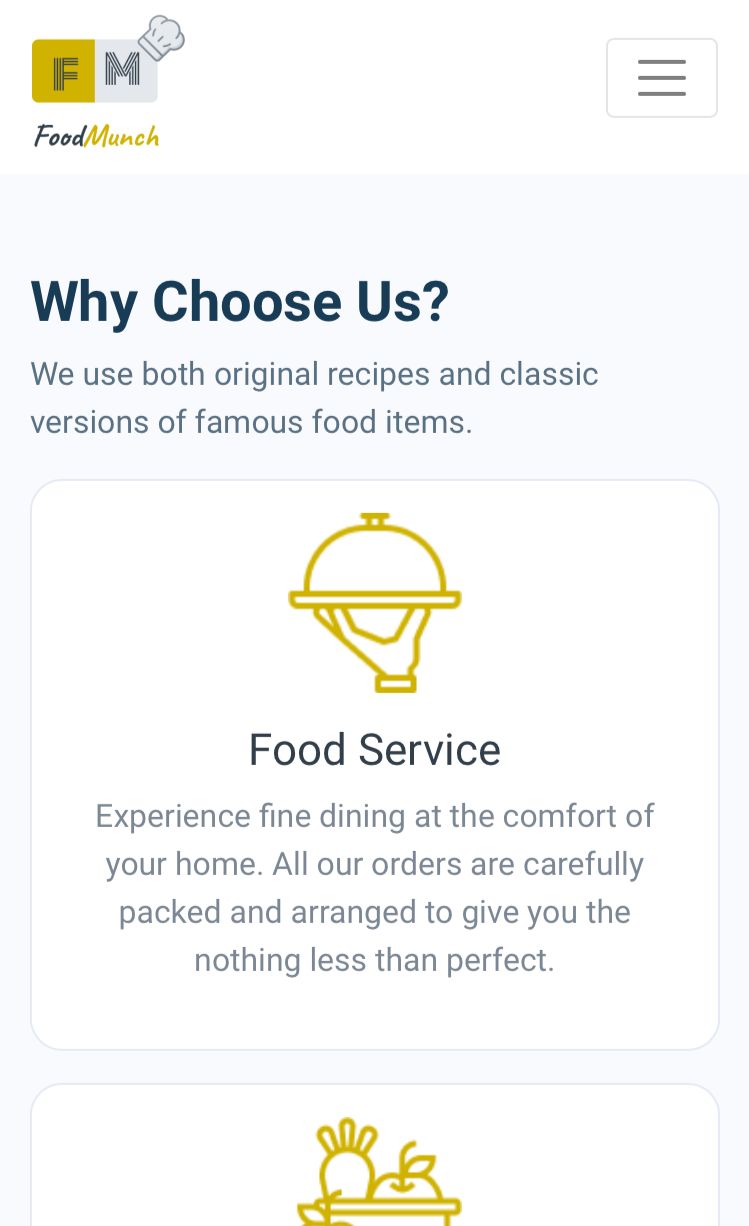 F M
FoodMunch
Why Choose Us?
We use both original recipes and classic
versions of famous food items.
Food Service
Experience fine dining at the comfort of
your home. All our orders are carefully
packed and arranged to give you the
nothing less than perfect.